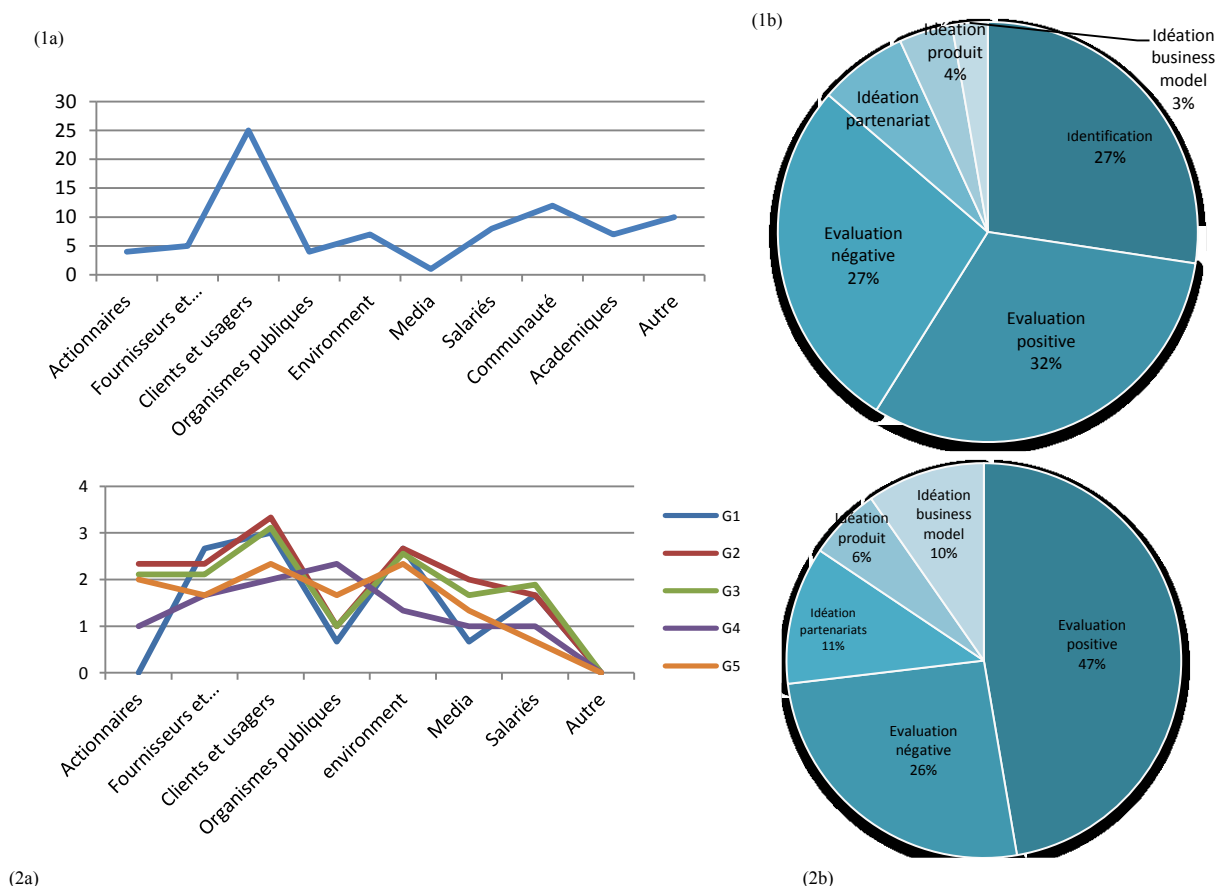 (1a)
30
25
20
15
10
5
0
Actionnaires
Fournisseurs et...
Clients et usagers
Organismes publiques
Environment
Media
Salariés
Communauté
Academiques
Autre
(1b)
Idéation
produit
4%
Idéation
business
model
3%
Idéation
partenariat
Identification
27%
Evaluation
négative
27%
Evaluation
positive
32%
4
3
2
1
0
Actionnaires
Fournisseurs et...
Clients et usagers
Organismes publiques
environment
Media
Salariés
Autre
G1
G2
G3
G4
G5
(2a)
Idéation
business
model
10%
Idéation
produit
6%
Idéation
partenariats
11%
Evaluation
positive
47%
Evaluation
négative
26%
(2b)